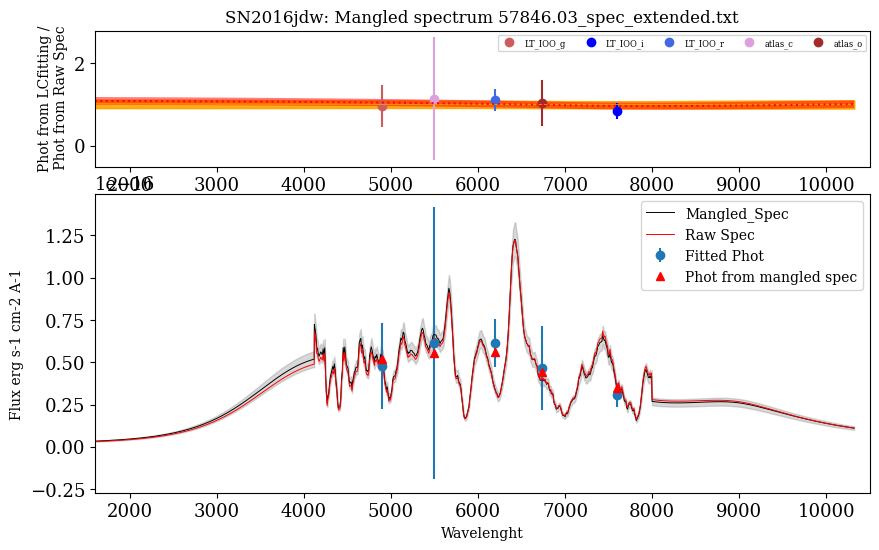 SN2016jdw: Mangled spectrum 57846.03_spec_extended.txt
Phot from LCfitting /
Phot from Raw Spec
2
0
LT_IOO_g
LT_IOO_i
LT_IOO_r
atlas_c
atlas_o
2000 3000 4000 5000 6000 7000 8000 9000 10000
1e−16
Flux erg s-1 cm-2 A-1
1.25
1.00
0.75
0.50
0.25
0.00
−0.25
Mangled_Spec
Raw Spec
Fitted Phot
Phot from mangled spec
2000 3000 4000 5000 6000 7000 8000 9000 10000
Wavelenght